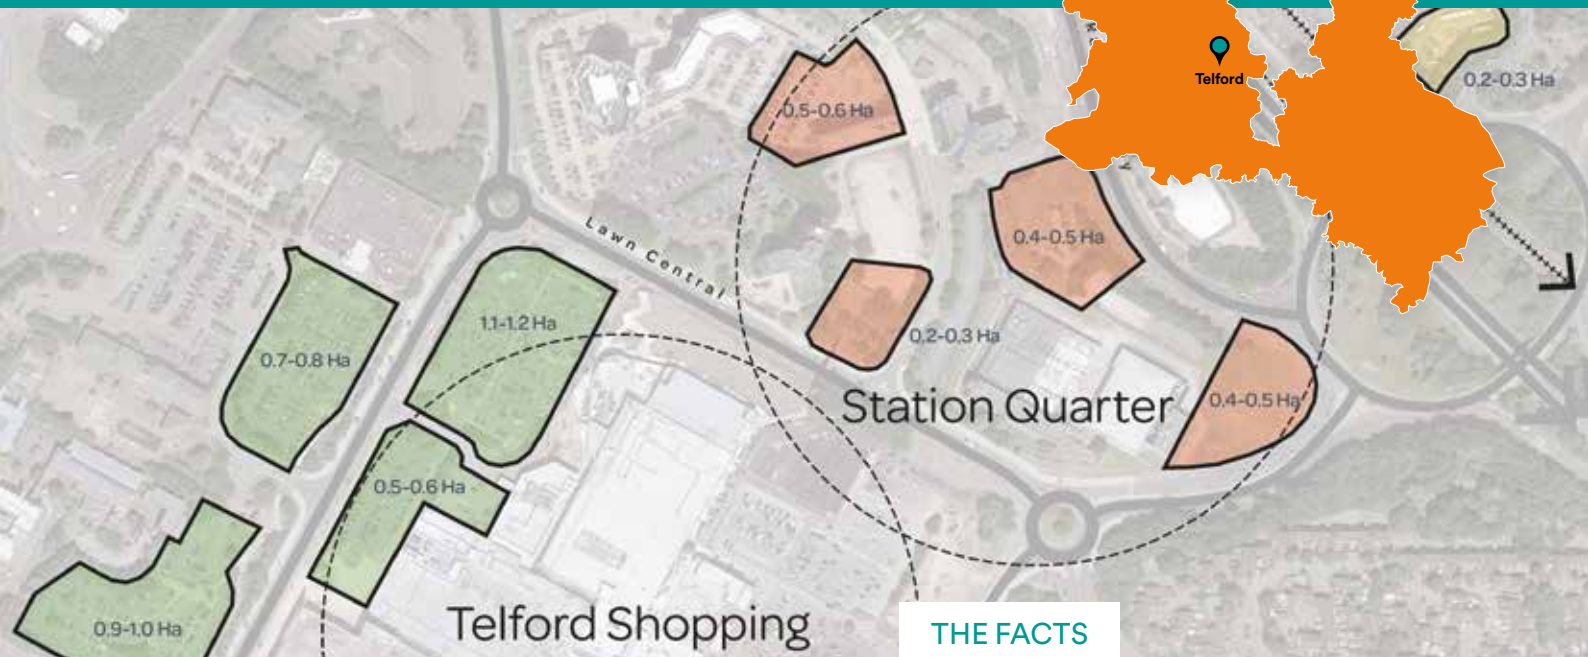 Telford
0.2-0.3 Ha
0.5-0.6 Ha
0.4-0.5 Ha
Lawn Central
1.1-1.2 Ha
0.2-0.3 Ha
0.7-0.8 Ha
Station Quarter
0.4-0.5 Ha
0.5-0.6 Ha
Telford Shopping
0.9-1.0 Ha
THE FACTS